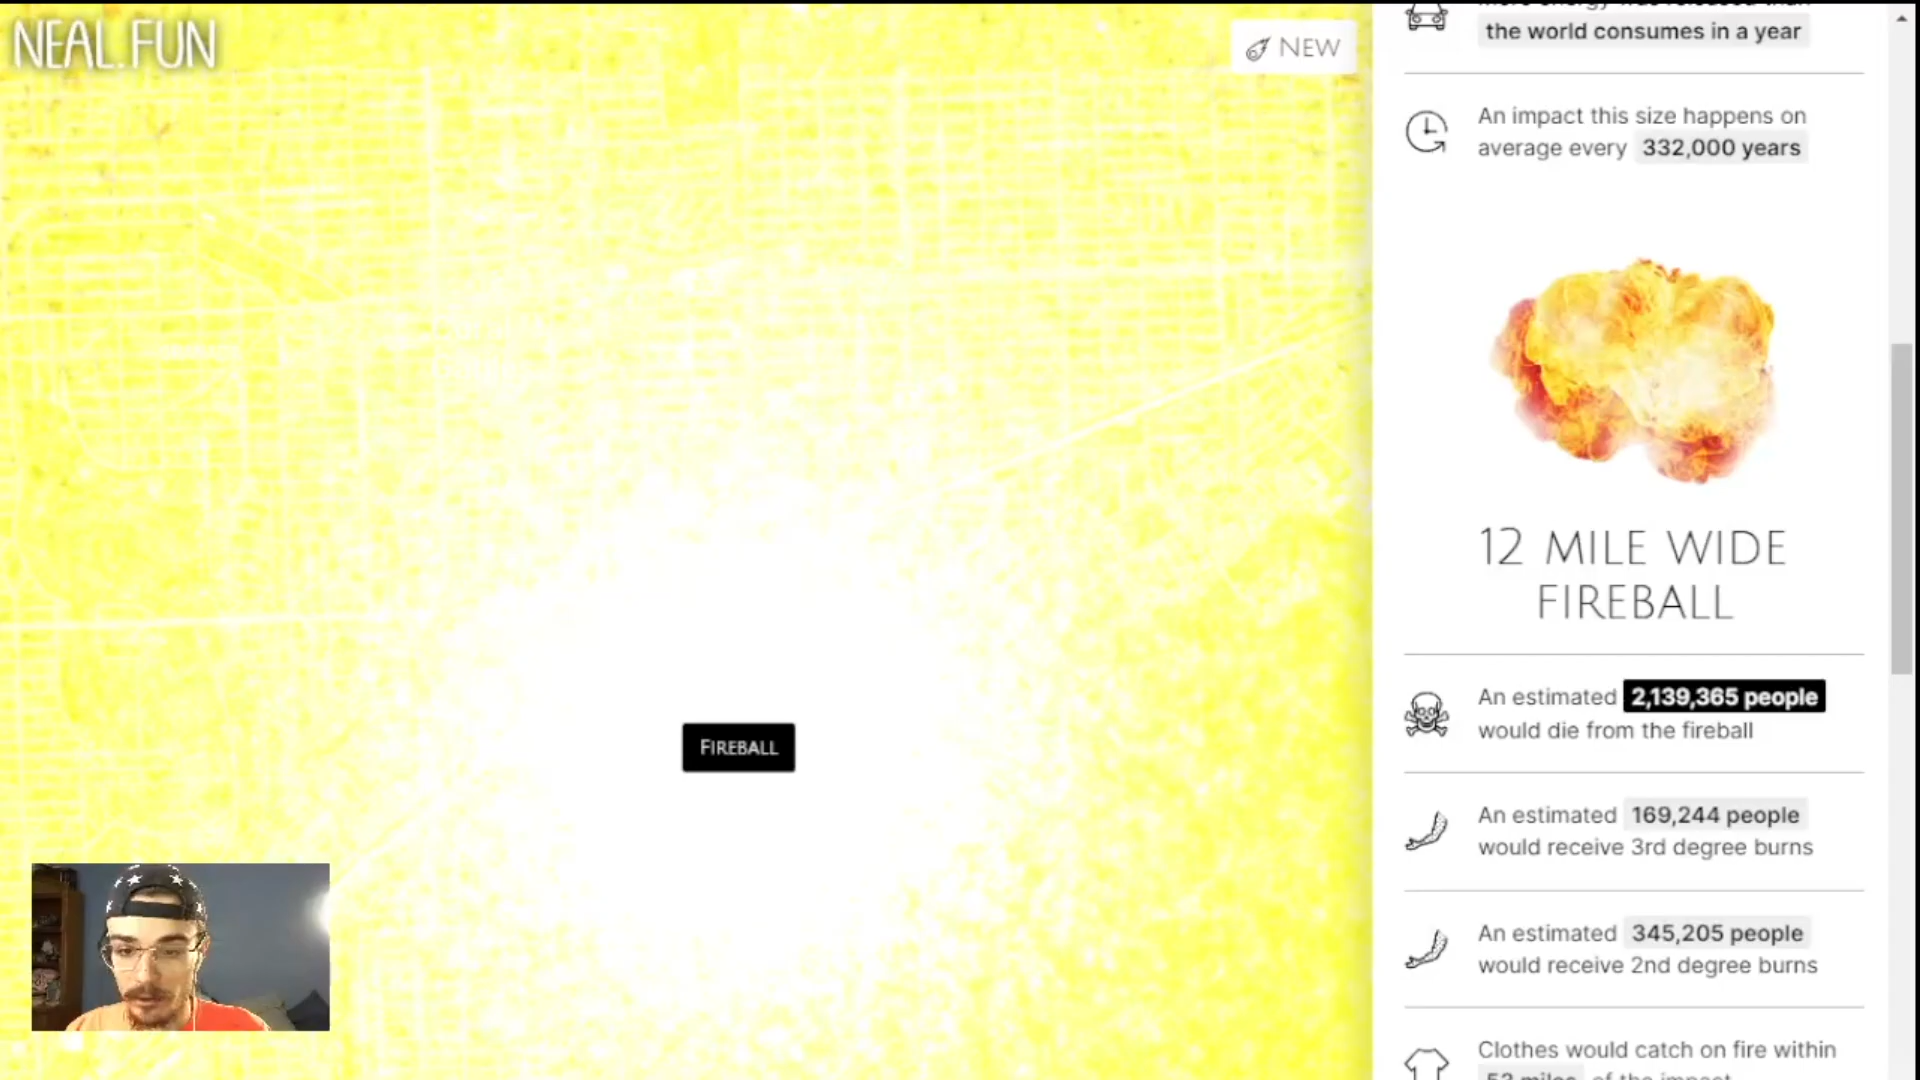 NEAL.FUN
NEW
the world consumes in a year
An impact this size happens on
average every 332,000 years
12 MILE WIDE
FIREBALL
An estimated 2,139,365 people
would die from the fireball
An estimated 169,244 people
would receive 3rd degree burns
An estimated 345,205 people
would receive 2nd degree burns
Clothes would catch on fire within
FIREBALL